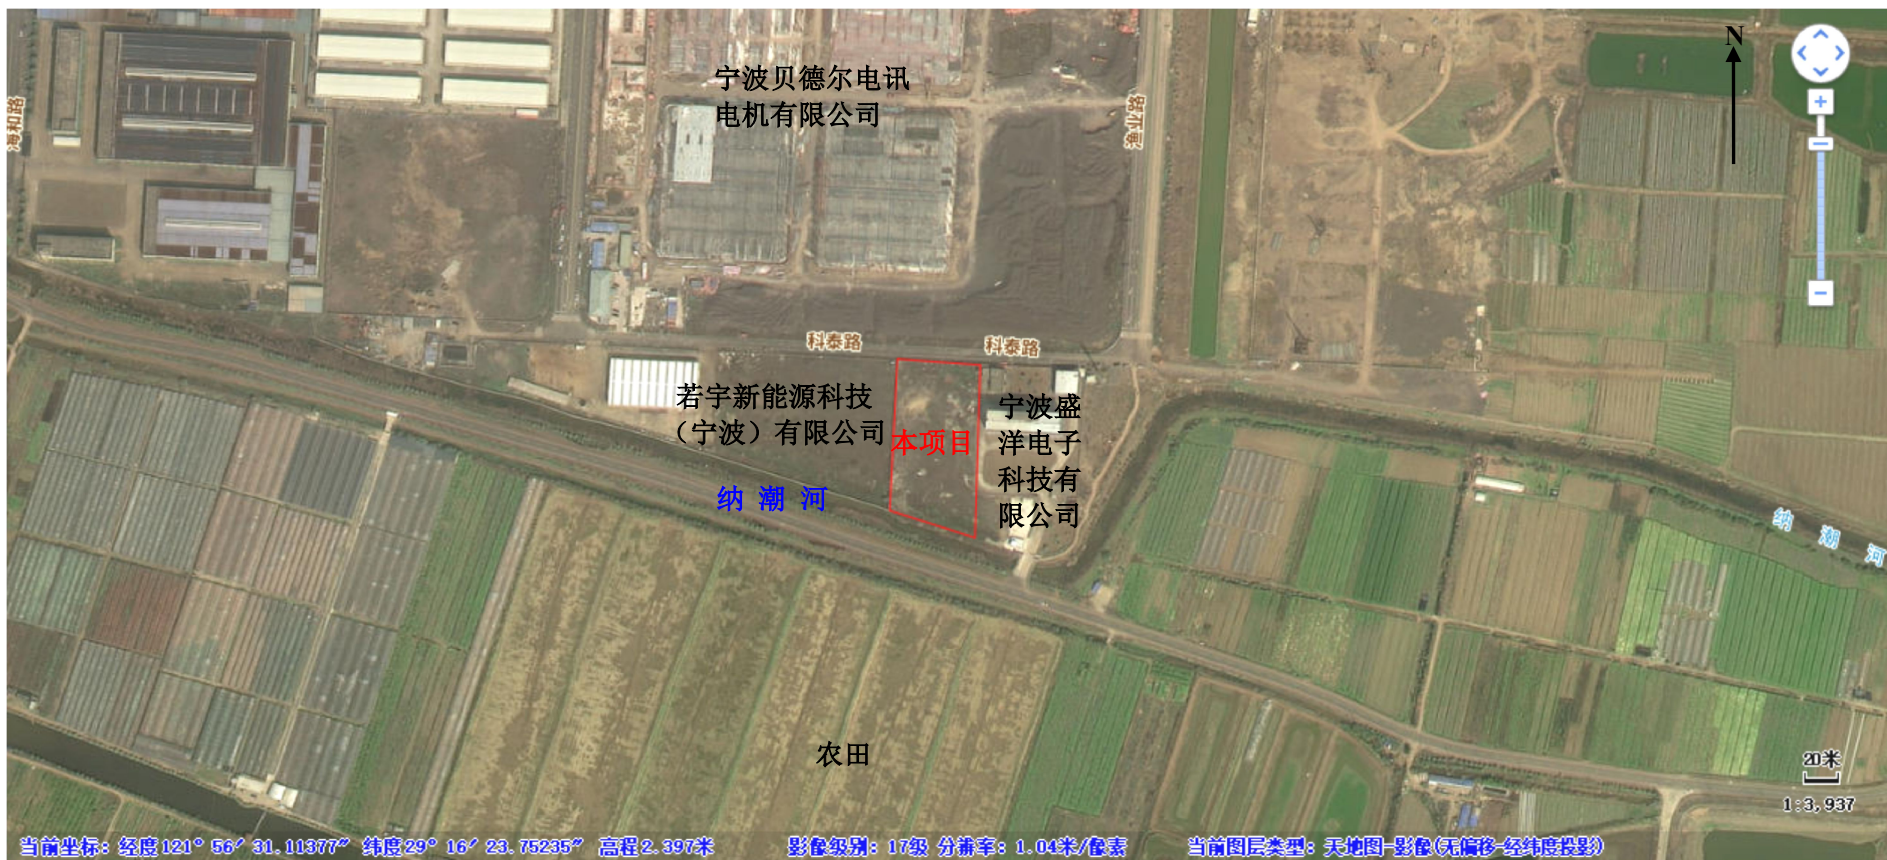 N
宁波贝德尔电讯
电机有限公司
海和路
渔业路
科泰路
科泰路
若宇新能源科技
（宁波）有限公司
本项目
宁波盛
洋电子
科技有
限公司
纳潮河
纳潮河
农田
20米
1:3,937
当前坐标：经度121° 56′ 31.11377″ 纬度29° 16′ 23.75235″ 高程2.397米 影像级别：17级 分辨率：1.04米/像素 当前图层类型：天地图-影像(无偏移-经纬度投影)